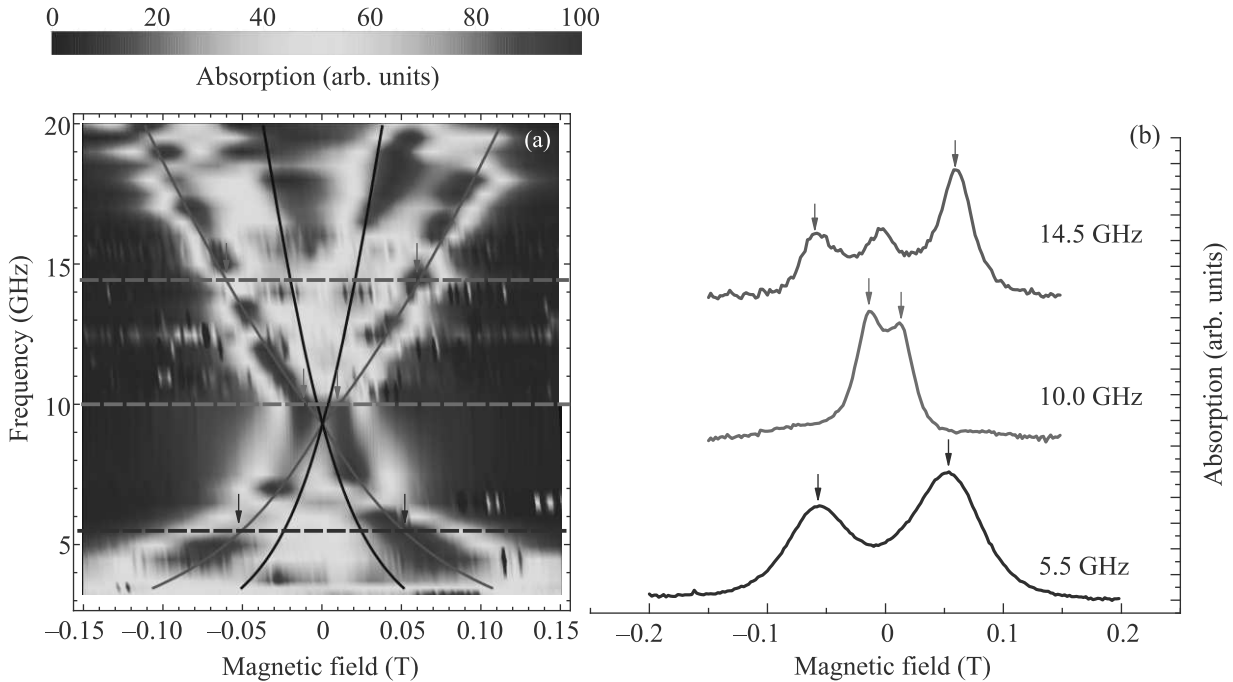 0 20 40 60 80 100
Absorption (arb. units)
(a)
20
15
10
5
Frequency (GHz)
–0.15 –0.10 –0.05 0 0.05 0.10 0.15
Magnetic field (T)
(b)
14.5 GHz
10.0 GHz
5.5 GHz
Absorption (arb. units)
–0.2 –0.1 0 0.1 0.2
Magnetic field (T)